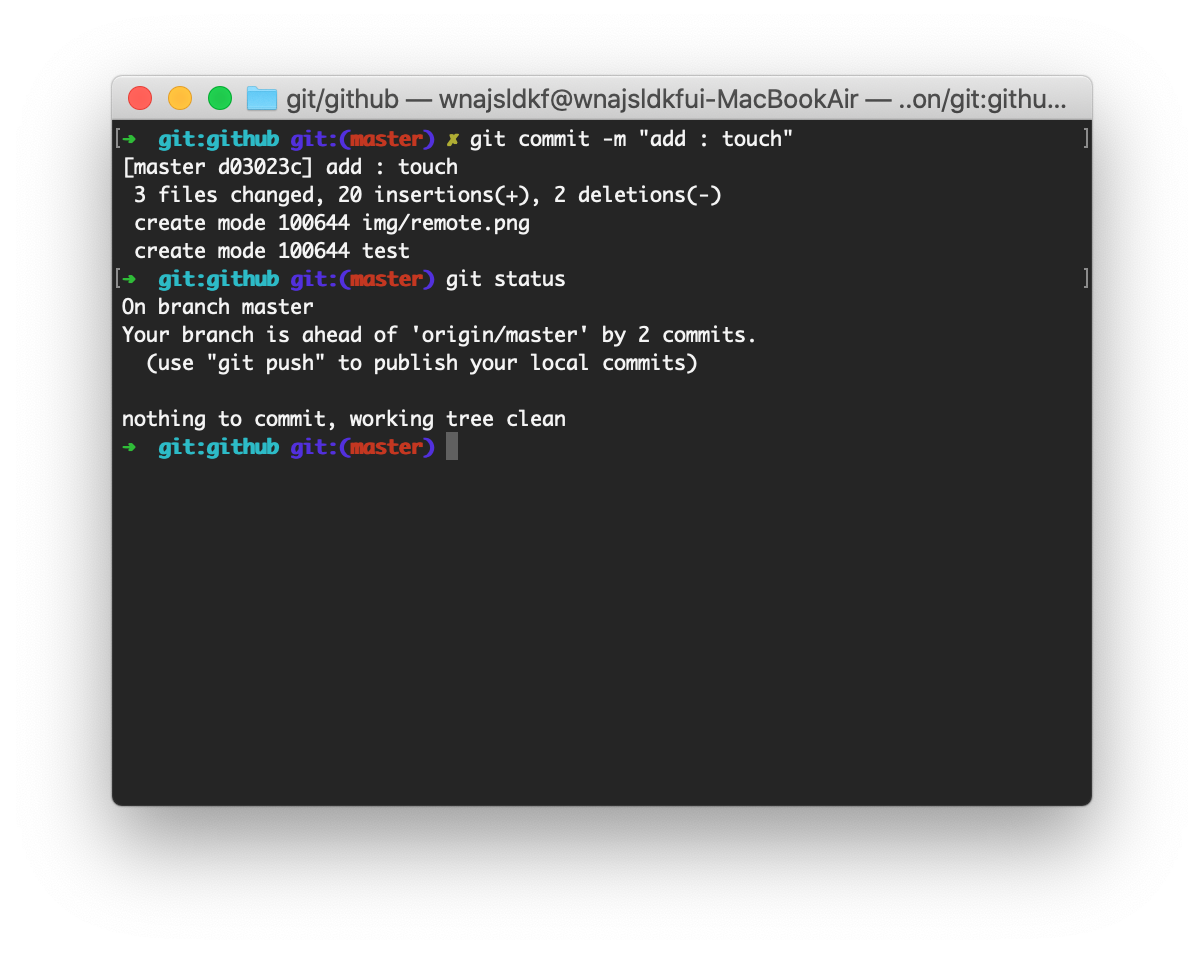 git/github — wnajsldkf@wnajsldkfui-MacBookAir — ..on/git:githu...
[➜  git:github git:(master) ✗ git commit -m "add : touch" ]
[master d03023c] add : touch
 3 files changed, 20 insertions(+), 2 deletions(-)
 create mode 100644 img/remote.png
 create mode 100644 test
[➜  git:github git:(master) git status ]
On branch master
Your branch is ahead of 'origin/master' by 2 commits.
  (use "git push" to publish your local commits)
nothing to commit, working tree clean
➜  git:github git:(master)